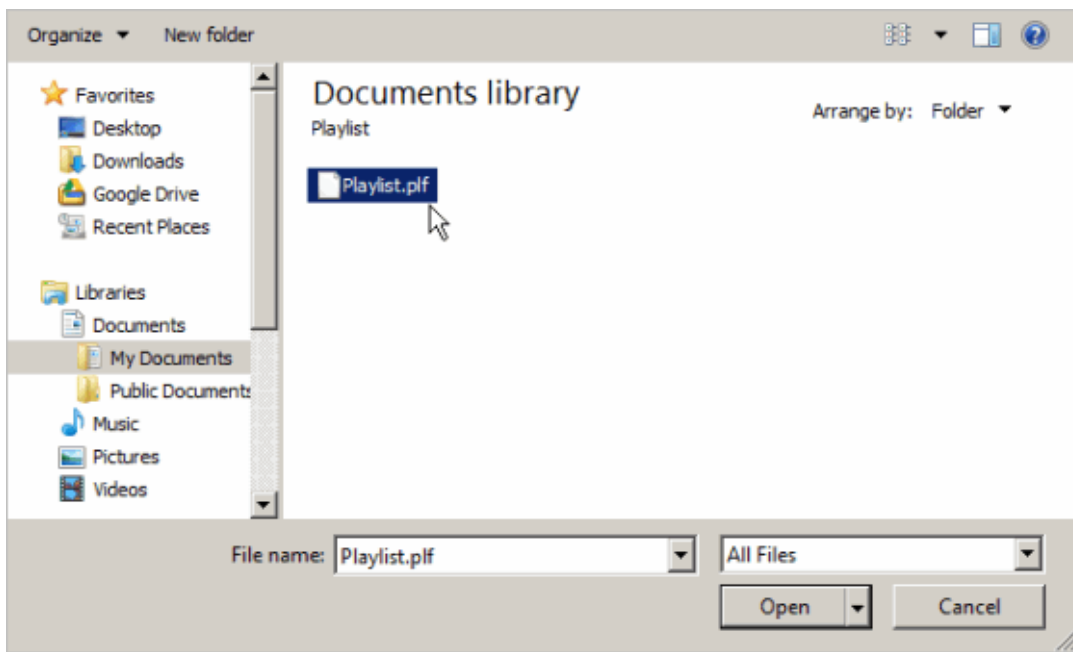 Organize New folder
Favorites
Desktop
Downloads
Google Drive
Recent Places
Libraries
Documents
My Documents
Public Documents
Music
Pictures
Videos
Documents library
Playlist
Arrange by: Folder
Playlist.plf
File name: Playlist.plf All Files
Open Cancel